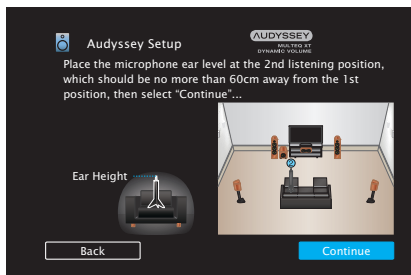 Audyssey Setup
AUDYSSEY
MULTEQ XT
DYNAMIC VOLUME
Place the microphone ear level at the 2nd listening position,
which should be no more than 60cm away from the 1st
position, then select “Continue”...
Ear Height
2
Back
Continue